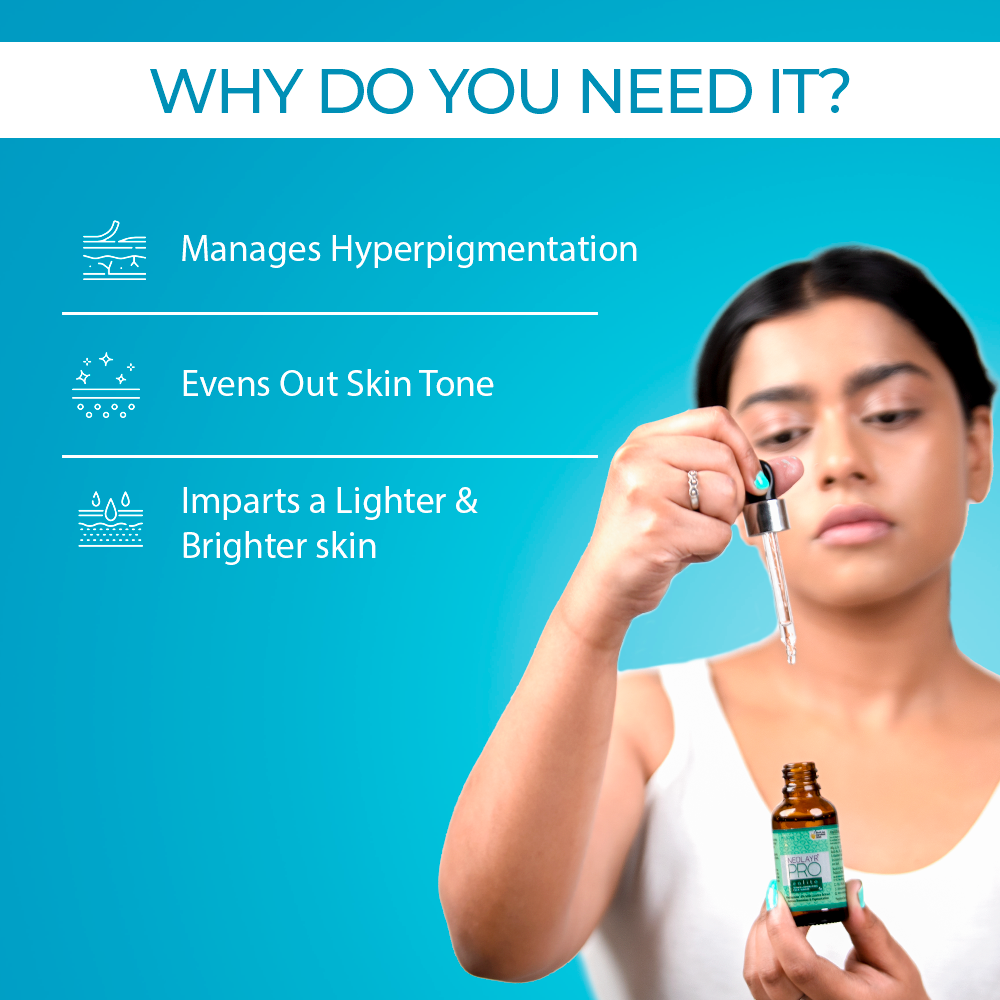 WHY DO YOU NEED IT?
Manages Hyperpigmentation
Evens Out Skin Tone
Imparts a Lighter &
Brighter skin
NEOLAYR
PRO